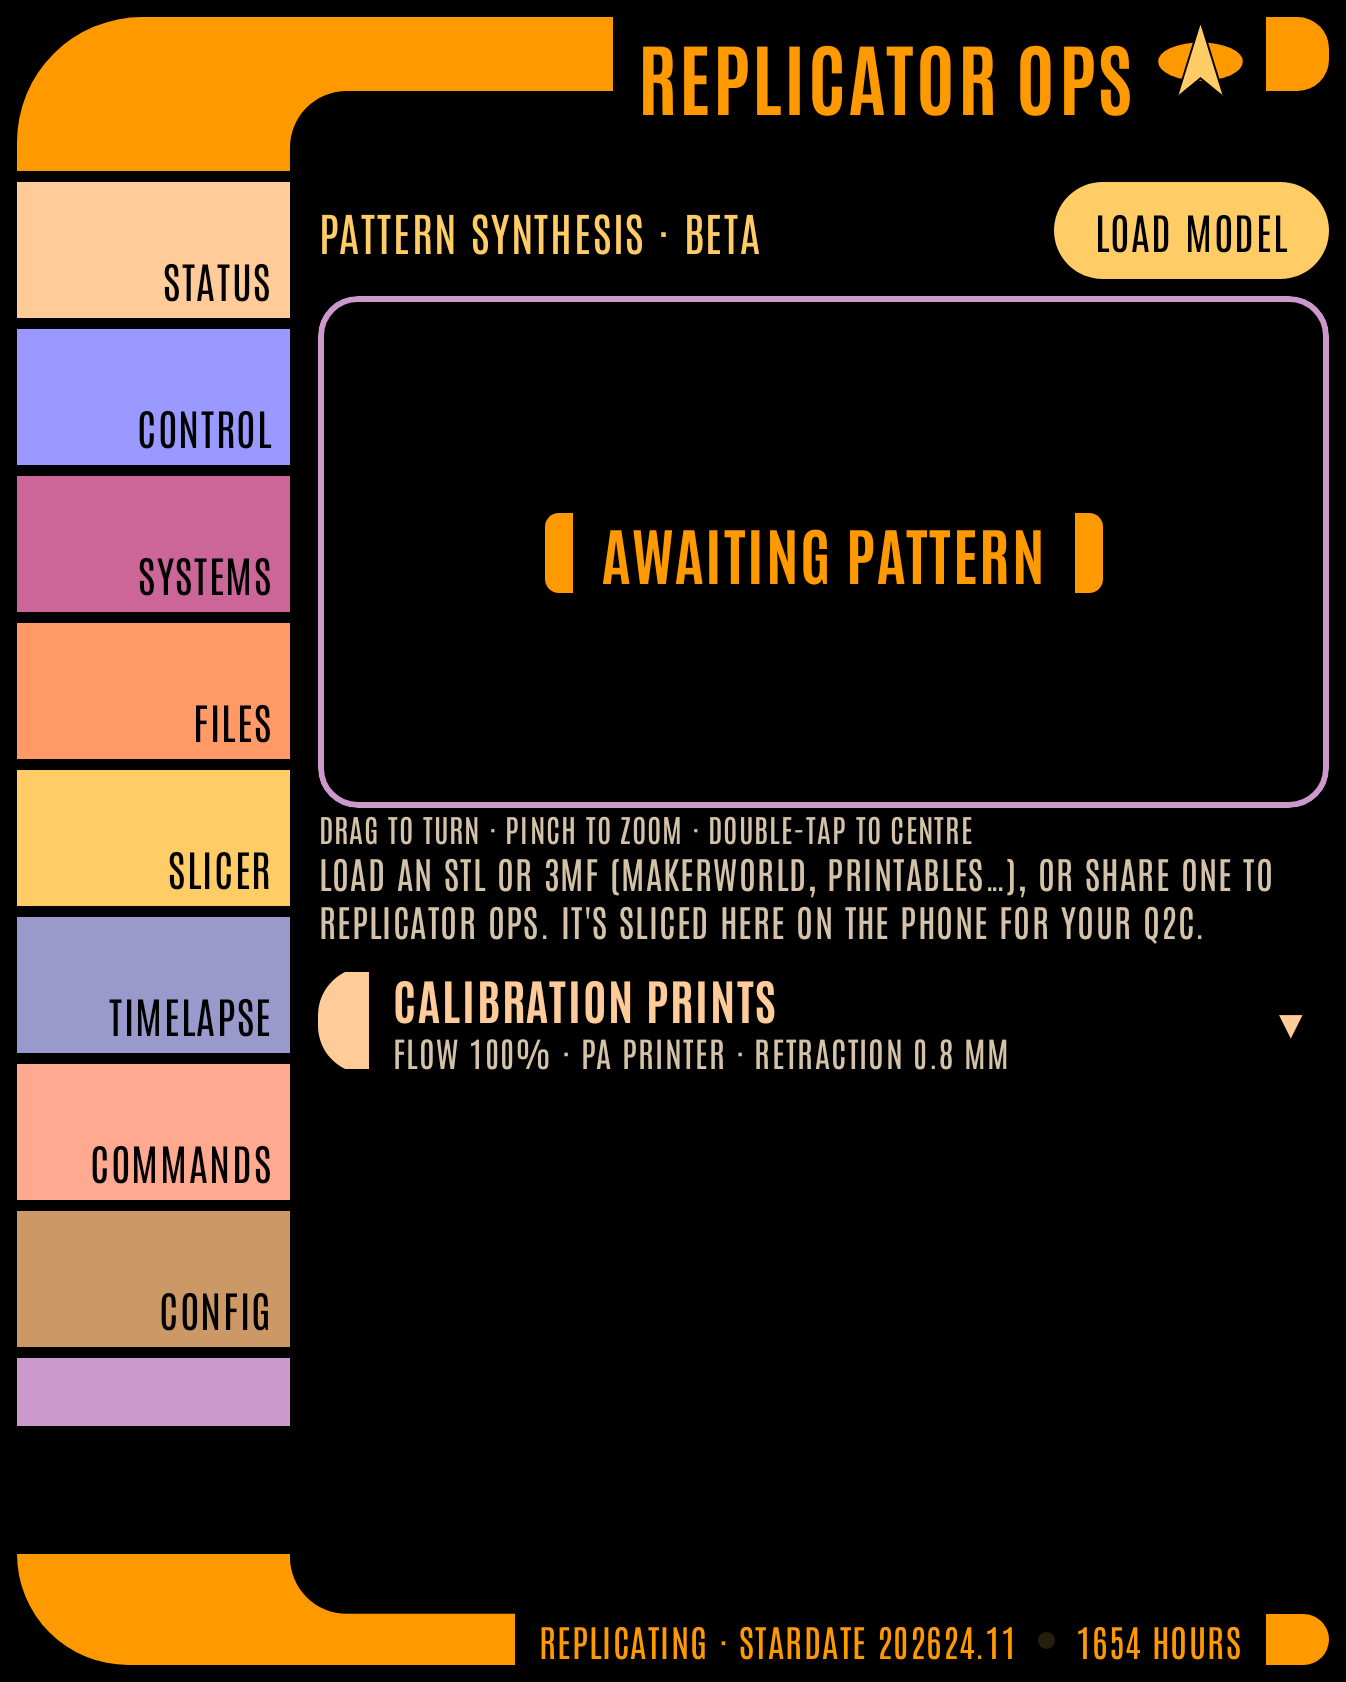 REPLICATOR OPS
PATTERN SYNTHESIS · BETA
LOAD MODEL
STATUS
CONTROL
SYSTEMS
FILES
SLICER
TIMELAPSE
COMMANDS
CONFIG
AWAITING PATTERN
DRAG TO TURN · PINCH TO ZOOM · DOUBLE-TAP TO CENTRE
LOAD AN STL OR 3MF (MAKERWORLD, PRINTABLES…), OR SHARE ONE TO
REPLICATOR OPS. IT'S SLICED HERE ON THE PHONE FOR YOUR Q2C.
CALIBRATION PRINTS
▼
FLOW 100% · PA PRINTER · RETRACTION 0.8 MM
REPLICATING · STARDATE 202624.11 • 1654 HOURS